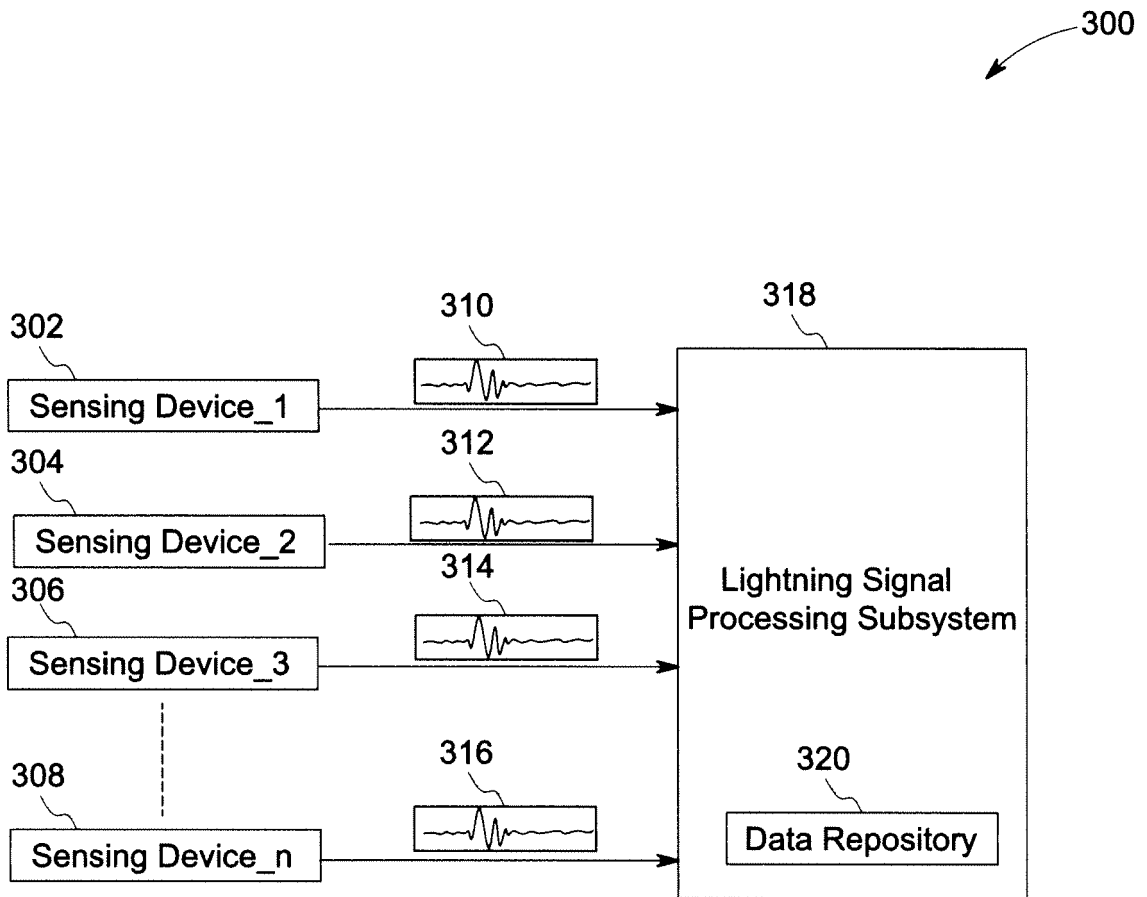 300
302
310
318
Sensing Device_1
304
312
Sensing Device_2
306
314
Lightning Signal
Processing Subsystem
Sensing Device_3
308
316
320
Sensing Device_n
Data Repository